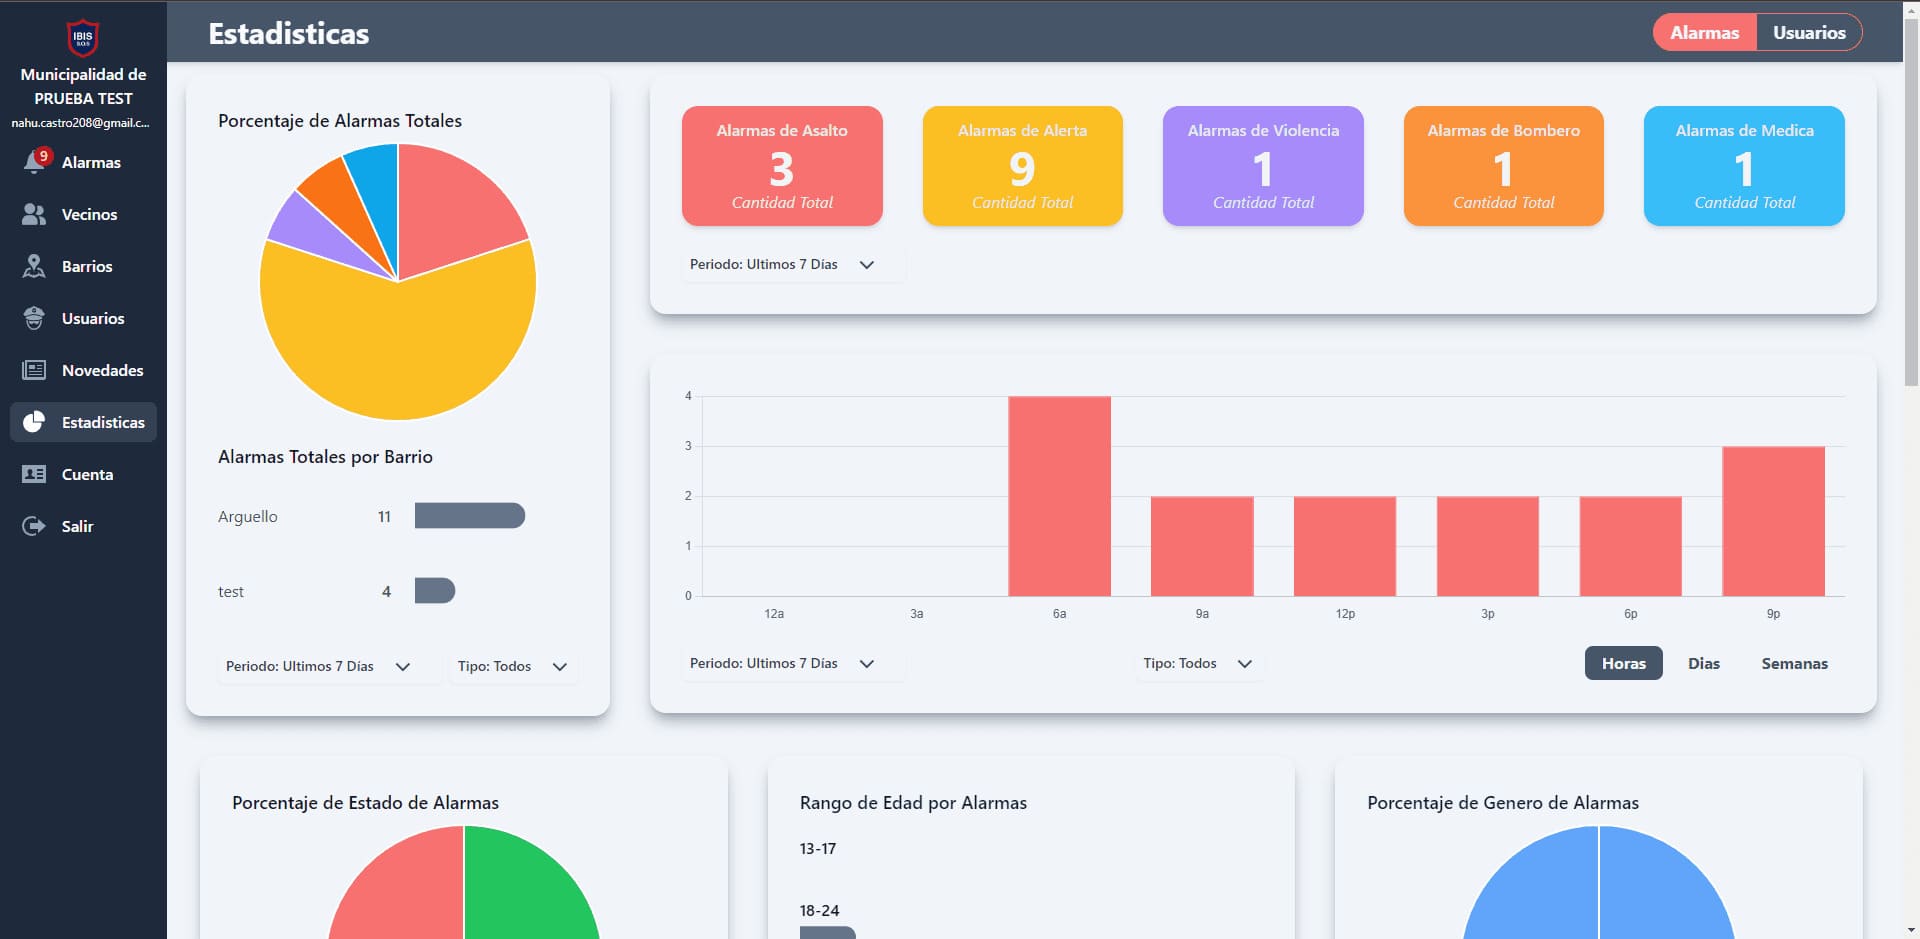 IBIS
S.O.S
Municipalidad de
PRUEBA TEST
nahu.castro208@gmail.c...
9
Alarmas
Vecinos
Barrios
Usuarios
Novedades
Estadisticas
Cuenta
Salir
Estadisticas
Alarmas
Usuarios
Porcentaje de Alarmas Totales
Alarmas Totales por Barrio
Arguello 11
test 4
Periodo: Ultimos 7 Días
Tipo: Todos
Alarmas de Asalto
3
Cantidad Total
Alarmas de Alerta
9
Cantidad Total
Alarmas de Violencia
1
Cantidad Total
Alarmas de Bombero
1
Cantidad Total
Alarmas de Medica
1
Cantidad Total
Periodo: Ultimos 7 Días
4
3
2
1
0
12a 3a 6a 9a 12p 3p 6p 9p
Periodo: Ultimos 7 Días
Tipo: Todos
Horas
Dias
Semanas
Porcentaje de Estado de Alarmas
Rango de Edad por Alarmas
13-17
18-24
Porcentaje de Genero de Alarmas